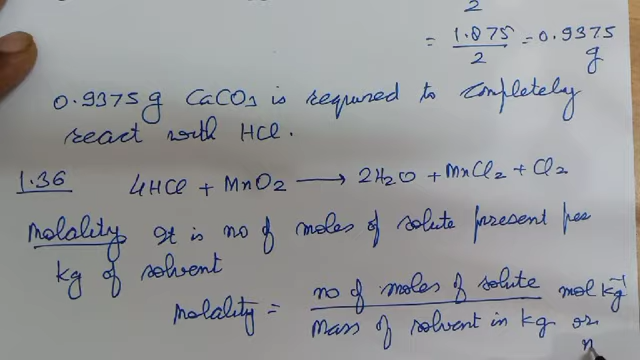 2
= 1.875 / 2 = 0.9375 g
0.9375 g CaCO3 is required to completely
react with HCl.
1.36 4HCl + MnO2 ⟶ 2H2O + MnCl2 + Cl2
Molality It is no of moles of solute present per
kg of solvent
Molality = no of moles of solute / Mass of solvent in kg mol kg⁻¹
or